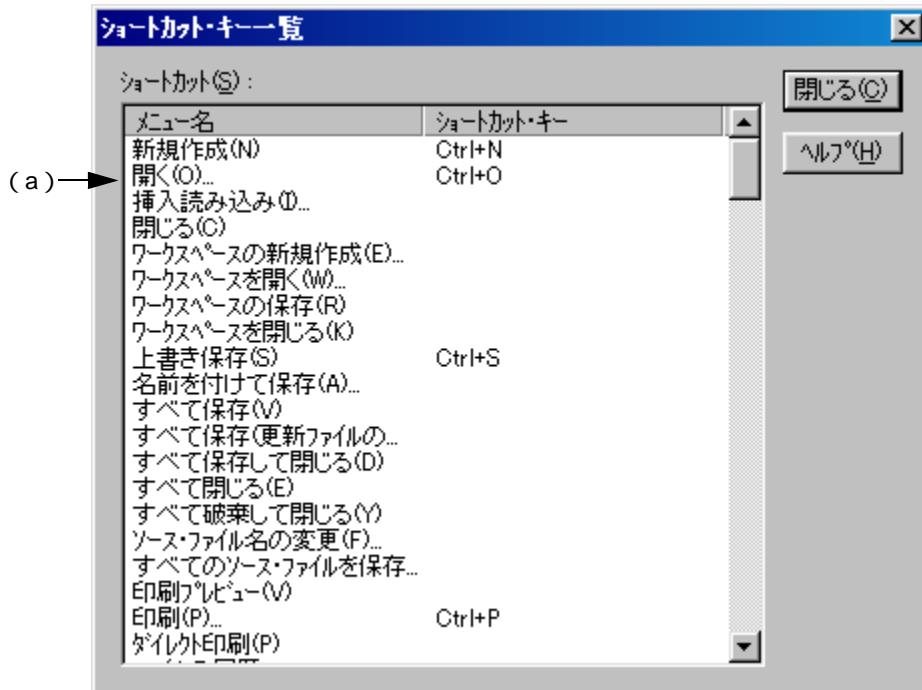 ショートカット・キー一覧
ショートカット(S):
閉じる(C)
メニュー名 ショートカット・キー
新規作成(N) Ctrl+N
ヘルプ(H)
(a) 開く(O)... Ctrl+O
挿入読み込み(I)...
閉じる(C)
ワークスペースの新規作成(E)...
ワークスペースを開く(W)...
ワークスペースの保存(R)
ワークスペースを閉じる(K)
上書き保存(S) Ctrl+S
名前を付けて保存(A)...
すべて保存(V)
すべて保存(更新ファイルの...
すべて保存して閉じる(D)
すべて閉じる(E)
すべて破棄して閉じる(Y)
ソース・ファイル名の変更(F)...
すべてのソース・ファイルを保存...
印刷プレビュー(V)
印刷(P)... Ctrl+P
ダイレクト印刷(P)